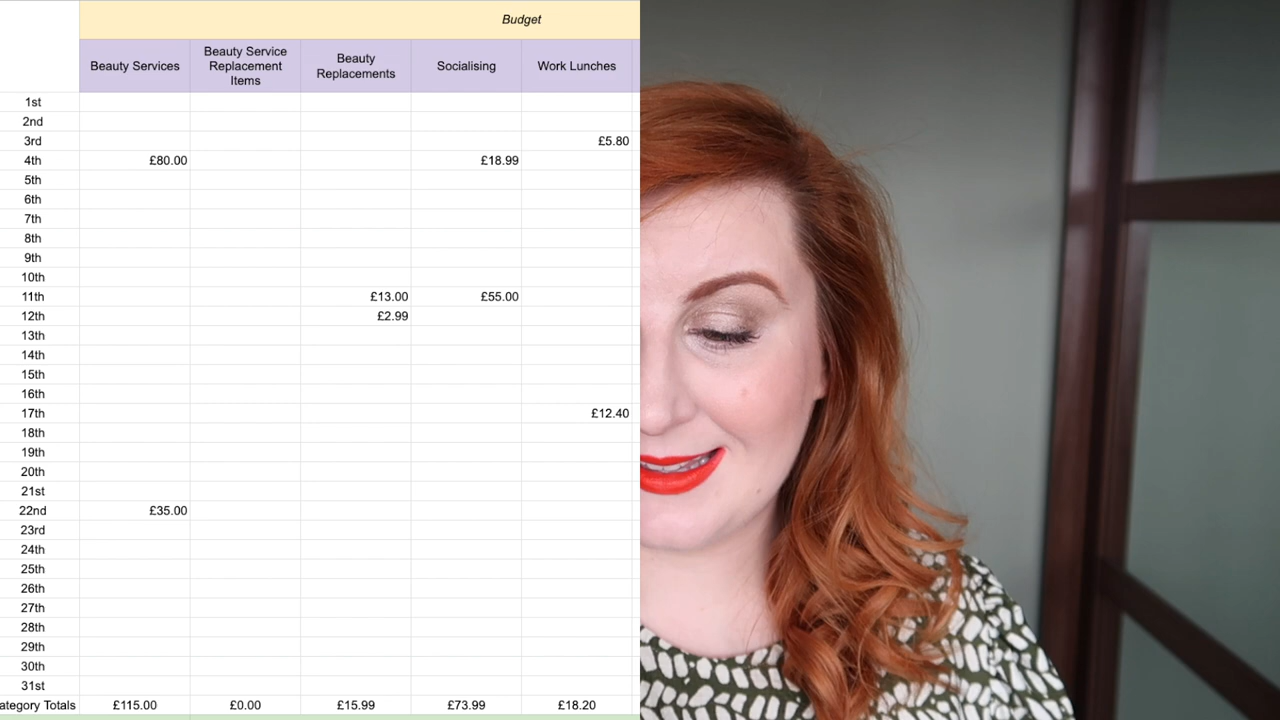 Budget
Beauty Services
Beauty Service Replacement Items
Beauty Replacements
Socialising
Work Lunches
1st
2nd
3rd £5.80
4th £80.00 £18.99
5th
6th
7th
8th
9th
10th
11th £13.00 £55.00
12th £2.99
13th
14th
15th
16th
17th £12.40
18th
19th
20th
21st
22nd £35.00
23rd
24th
25th
26th
27th
28th
29th
30th
31st
ategory Totals £115.00 £0.00 £15.99 £73.99 £18.20